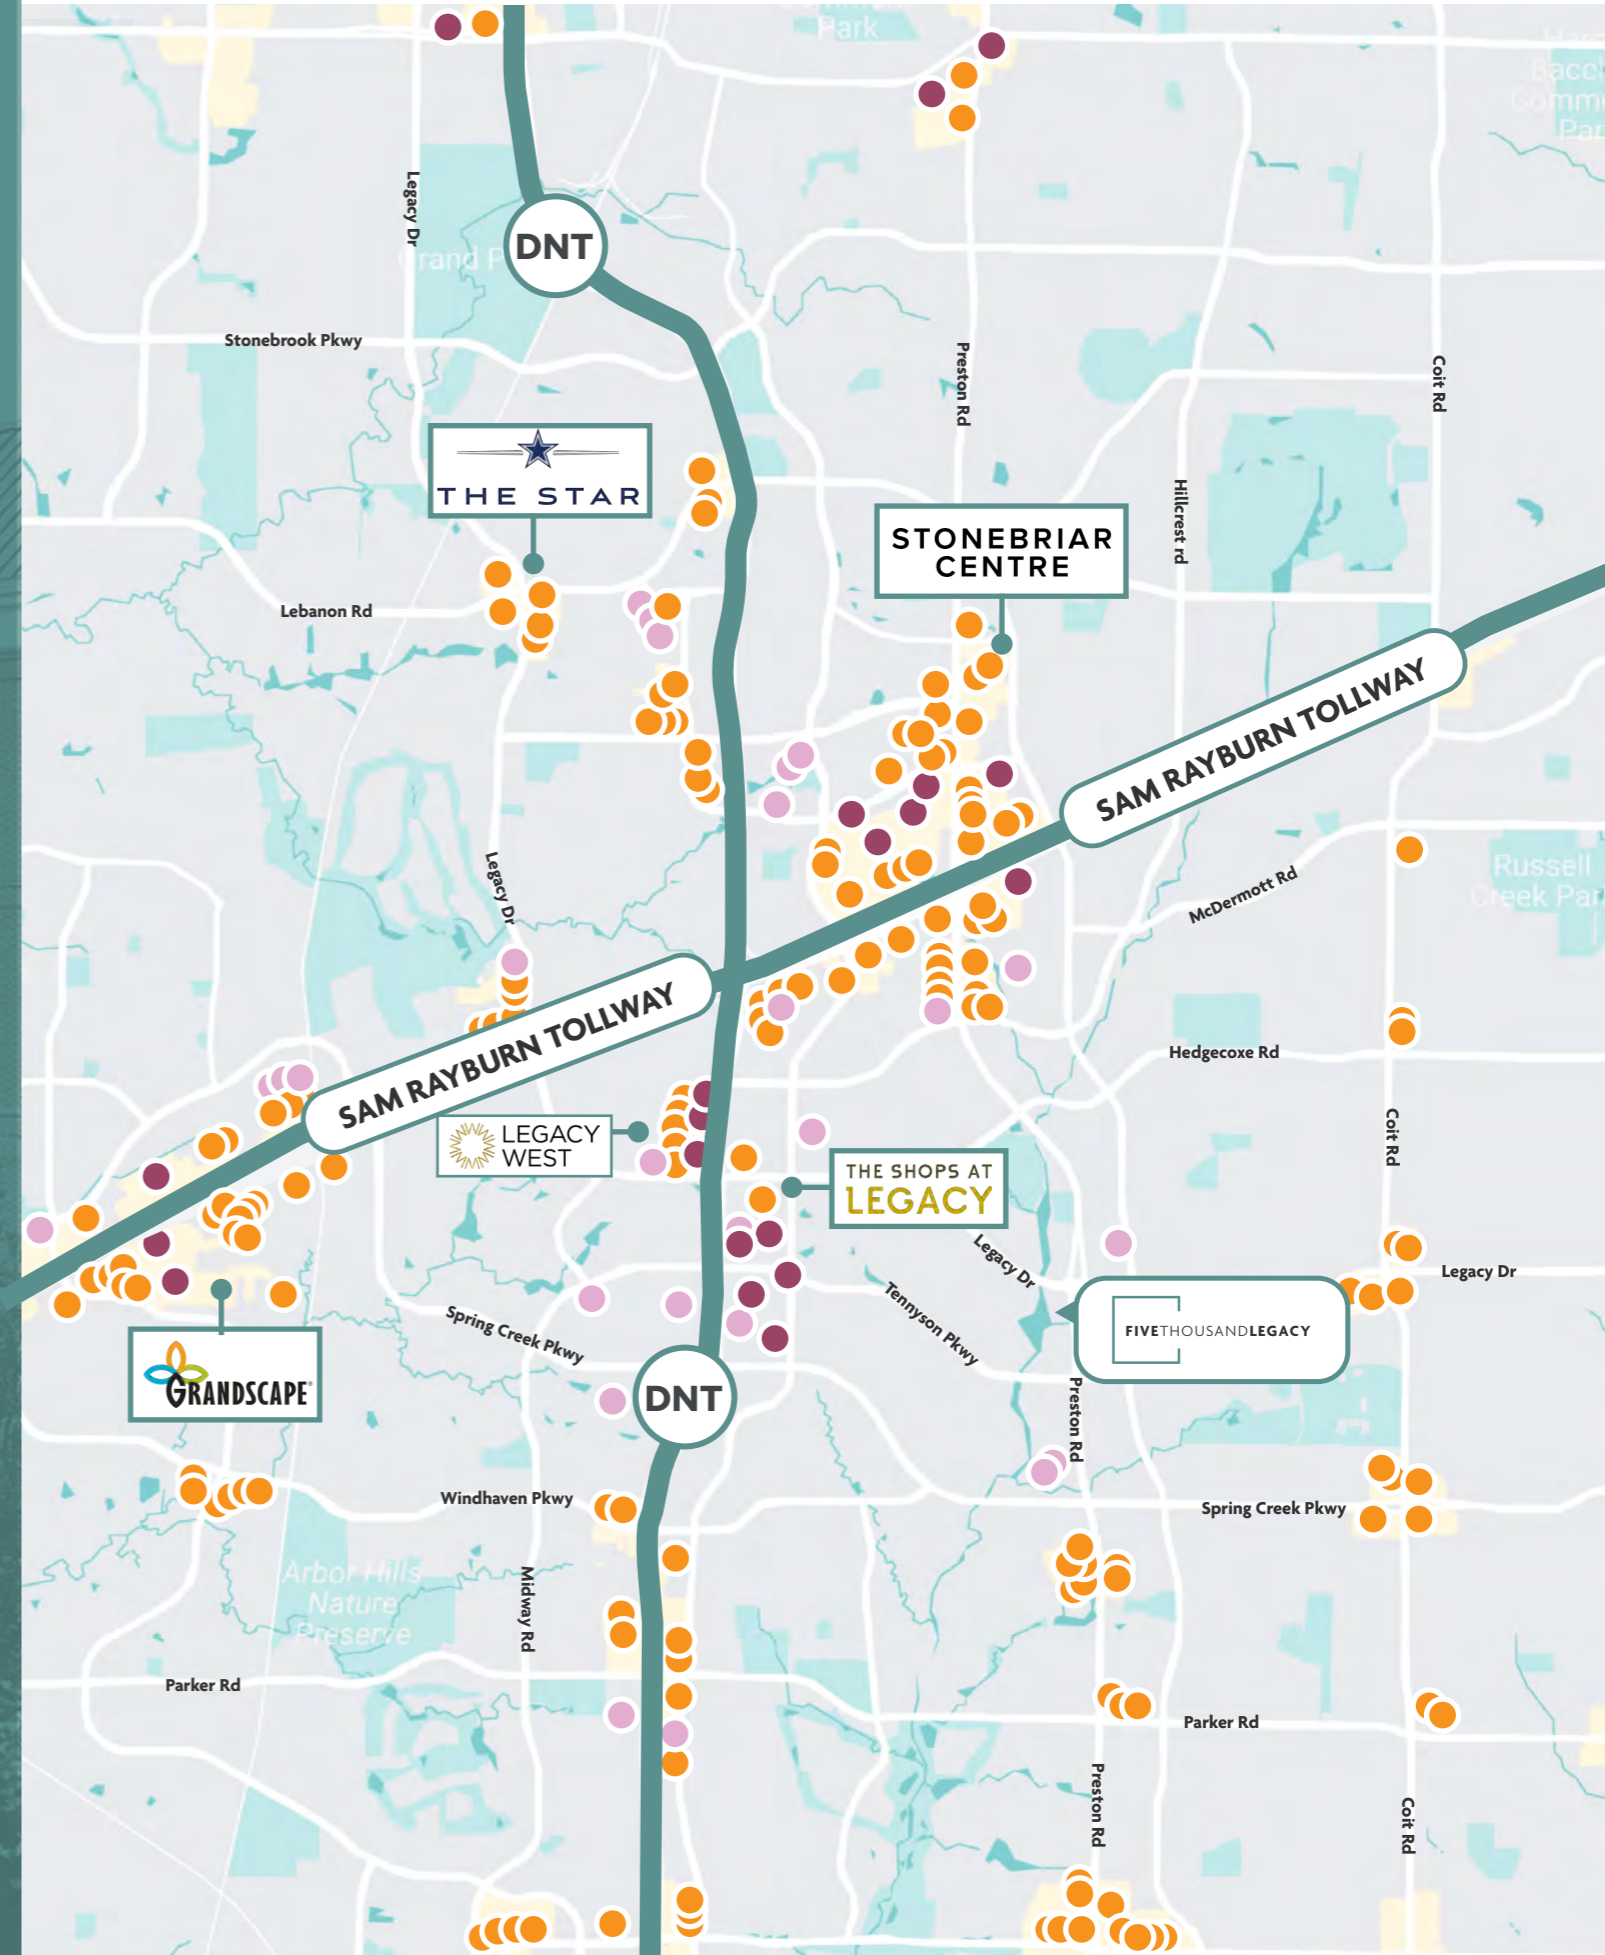 Park
Legacy Dr
DNT
Stonebrook Pkwy
Preston Rd
Coit Rd
THE STAR
STONEBRIAR
CENTRE
Hillcrest rd
Lebanon Rd
SAM RAYBURN TOLLWAY
Legacy Dr
McDermott Rd
Russell
Creek Par
SAM RAYBURN TOLLWAY
Hedgecoxe Rd
LEGACY
WEST
Coit Rd
THE SHOPS AT
LEGACY
Legacy Dr
Legacy Dr
Tennyson Pkwy
Spring Creek Pkwy
FIVETHOUSANDLEGACY
GRANDSCAPE
DNT
Preston Rd
Windhaven Pkwy
Spring Creek Pkwy
Arbor Hills
Nature
Preserve
Midway Rd
Parker Rd
Parker Rd
Preston Rd
Coit Rd